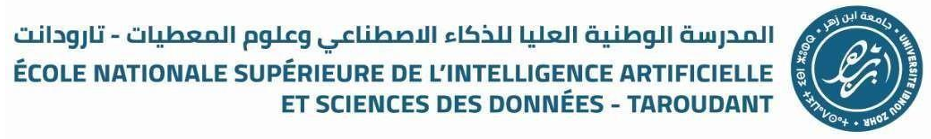 المدرسة الوطنية العليا للذكاء الاصطناعي وعلوم المعطيات - تارودانت
ÉCOLE NATIONALE SUPÉRIEURE DE L'INTELLIGENCE ARTIFICIELLE
ET SCIENCES DES DONNÉES - TAROUDANT
جامعة ابن زهر
UNIVERSITE IBNOU ZOHR